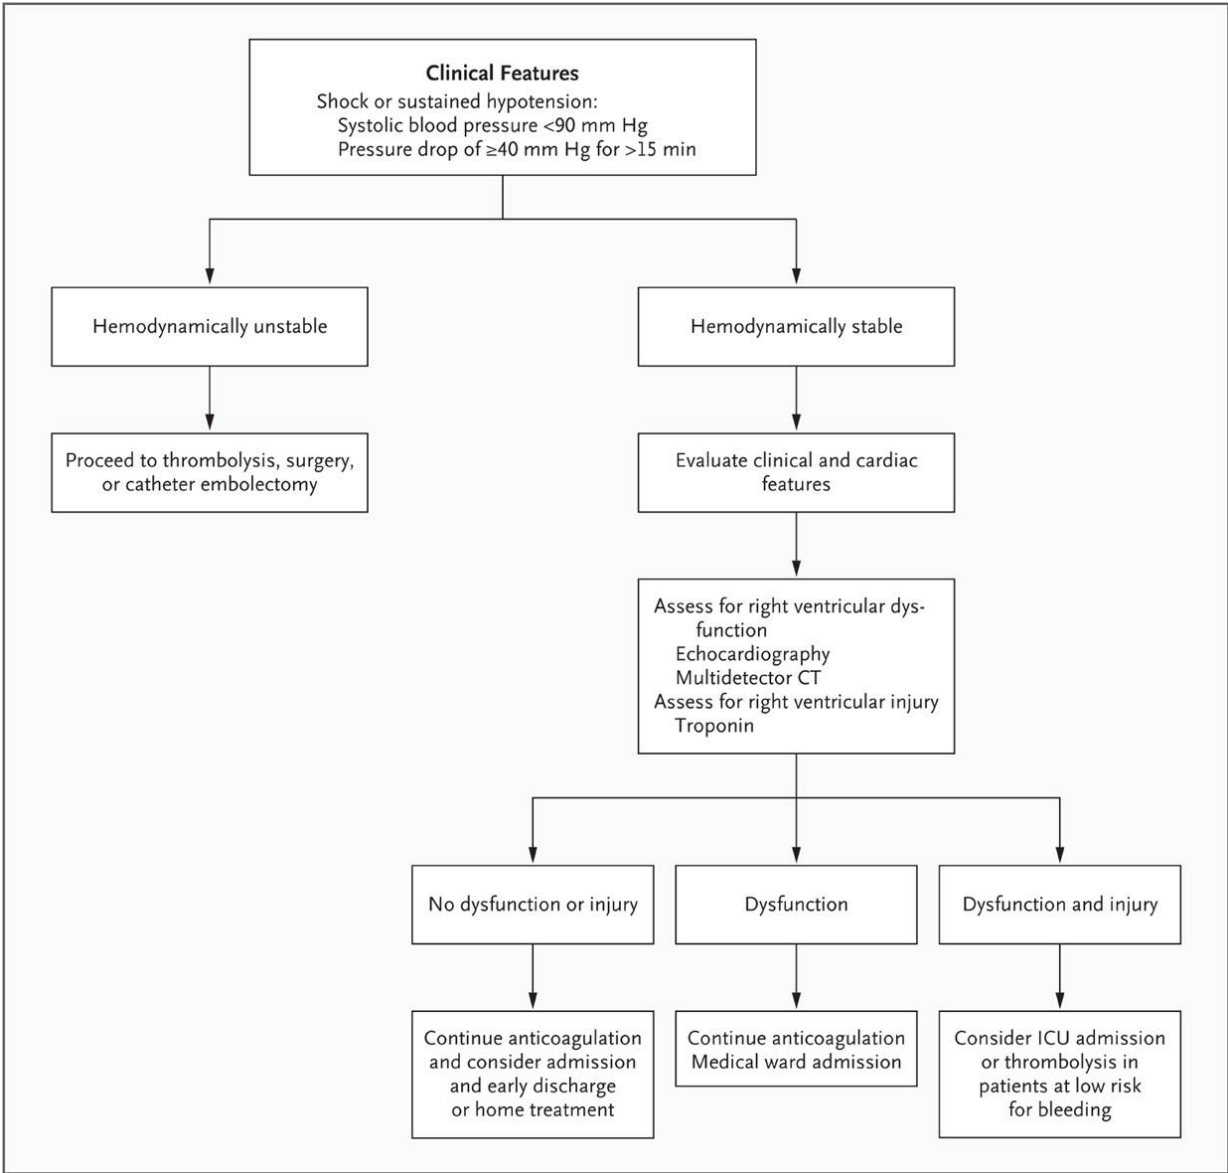 Clinical Features
Shock or sustained hypotension:
Systolic blood pressure <90 mm Hg
Pressure drop of ≥40 mm Hg for >15 min
Hemodynamically unstable
Hemodynamically stable
Proceed to thrombolysis, surgery,
or catheter embolectomy
Evaluate clinical and cardiac
features
Assess for right ventricular dys-
function
Echocardiography
Multidetector CT
Assess for right ventricular injury
Troponin
No dysfunction or injury
Dysfunction
Dysfunction and injury
Continue anticoagulation
and consider admission
and early discharge
or home treatment
Continue anticoagulation
Medical ward admission
Consider ICU admission
or thrombolysis in
patients at low risk
for bleeding